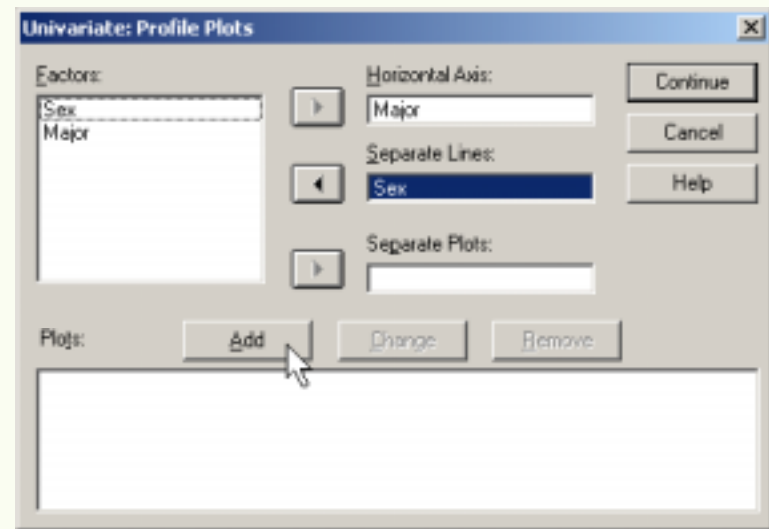 Univariate: Profile Plots
Factors:
Sex
Major
Horizontal Axis:
Major
Separate Lines:
Sex
Separate Plots:
Continue
Cancel
Help
Plots:
Add
Change
Remove